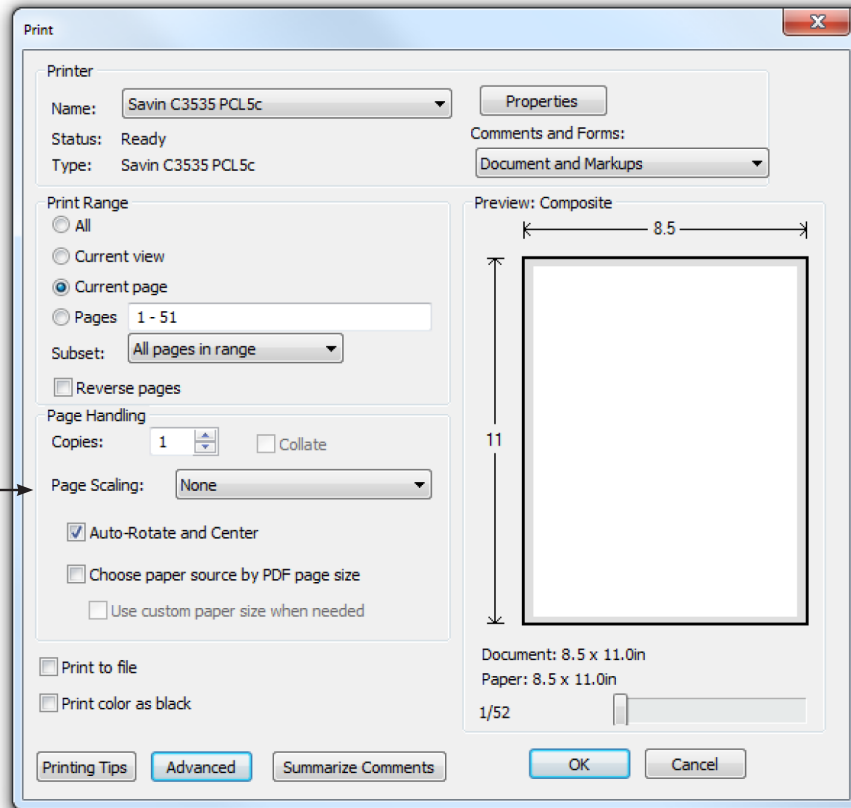 Print
Printer
Name: Savin C3535 PCL5c
Properties
Status: Ready
Comments and Forms:
Type: Savin C3535 PCL5c
Document and Markups
Print Range
All
Current view
Current page
Pages 1 - 51
Subset: All pages in range
Reverse pages
Page Handling
Copies: 1 Collate
Page Scaling: None
Auto-Rotate and Center
Choose paper source by PDF page size
Use custom paper size when needed
Print to file
Print color as black
Preview: Composite
8.5
11
Document: 8.5 x 11.0in
Paper: 8.5 x 11.0in
1/52
Printing Tips Advanced Summarize Comments OK Cancel